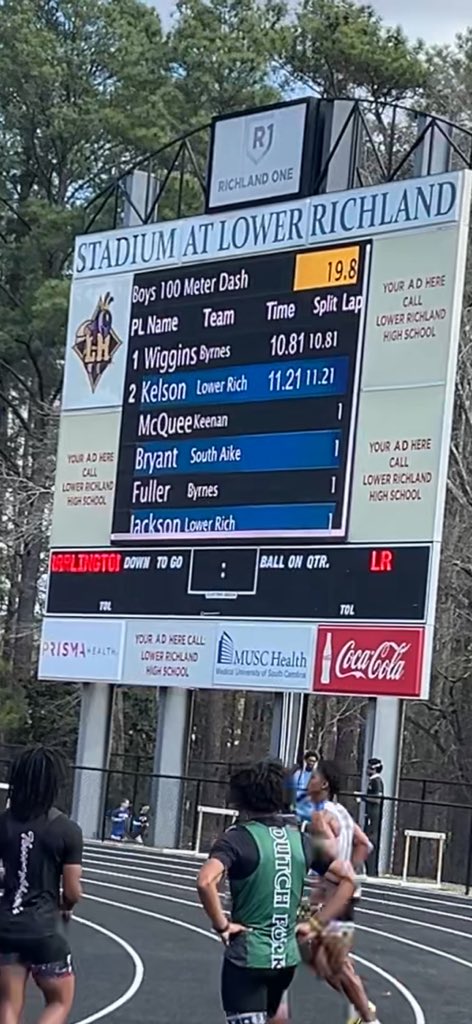 R1
RICHLAND ONE
STADIUM AT LOWER RICHLAND
Boys 100 Meter Dash 19.8
PL Name Team Time Split Lap
1 Wiggins Byrnes 10.81 10.81
2 Kelson Lower Rich 11.21 11.21
McQuee Keenan 1
Bryant South Aike 1
Fuller Byrnes 1
Jackson Lower Rich 1
LR
YOUR AD HERE
CALL
LOWER RICHLAND
HIGH SCHOOL
YOUR AD HERE
CALL
LOWER RICHLAND
HIGH SCHOOL
YOUR AD HERE
CALL
LOWER RICHLAND
HIGH SCHOOL
DOWN TO GO : BALL ON QTR. LR
TOL TOL
PRISMA HEALTH
YOUR AD HERE CALL:
LOWER RICHLAND
HIGH SCHOOL
MUSC Health
Medical University of South Carolina
Coca-Cola
DUTCH FORK